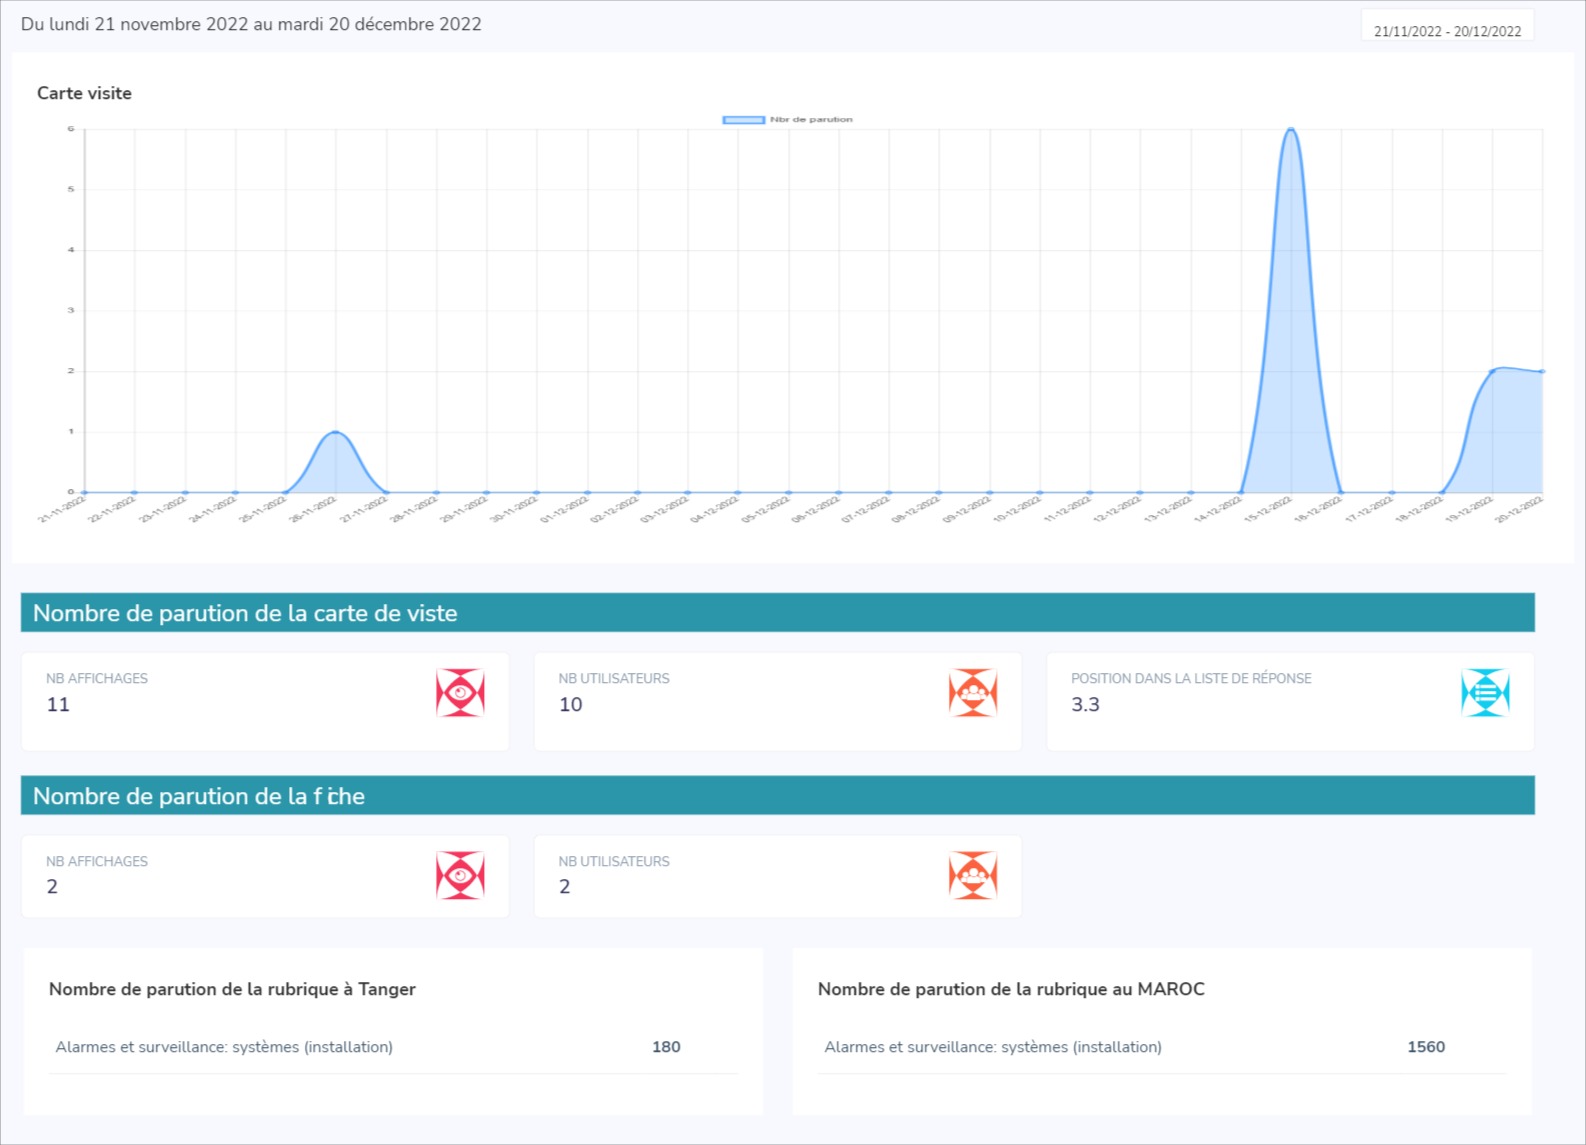 Du lundi 21 novembre 2022 au mardi 20 décembre 2022
21/11/2022 - 20/12/2022
Carte visite
Nbr de parution
6
5
4
3
2
1
0
21-11-2022 22-11-2022 23-11-2022 24-11-2022 25-11-2022 26-11-2022 27-11-2022 28-11-2022 29-11-2022 30-11-2022 01-12-2022 02-12-2022 03-12-2022 04-12-2022 05-12-2022 06-12-2022 07-12-2022 08-12-2022 09-12-2022 10-12-2022 11-12-2022 12-12-2022 13-12-2022 14-12-2022 15-12-2022 16-12-2022 17-12-2022 18-12-2022 19-12-2022 20-12-2022
Nombre de parution de la carte de viste
NB AFFICHAGES
11
NB UTILISATEURS
10
POSITION DANS LA LISTE DE RÉPONSE
3.3
Nombre de parution de la fiche
NB AFFICHAGES
2
NB UTILISATEURS
2
Nombre de parution de la rubrique à Tanger
Alarmes et surveillance: systèmes (installation) 180
Nombre de parution de la rubrique au MAROC
Alarmes et surveillance: systèmes (installation) 1560